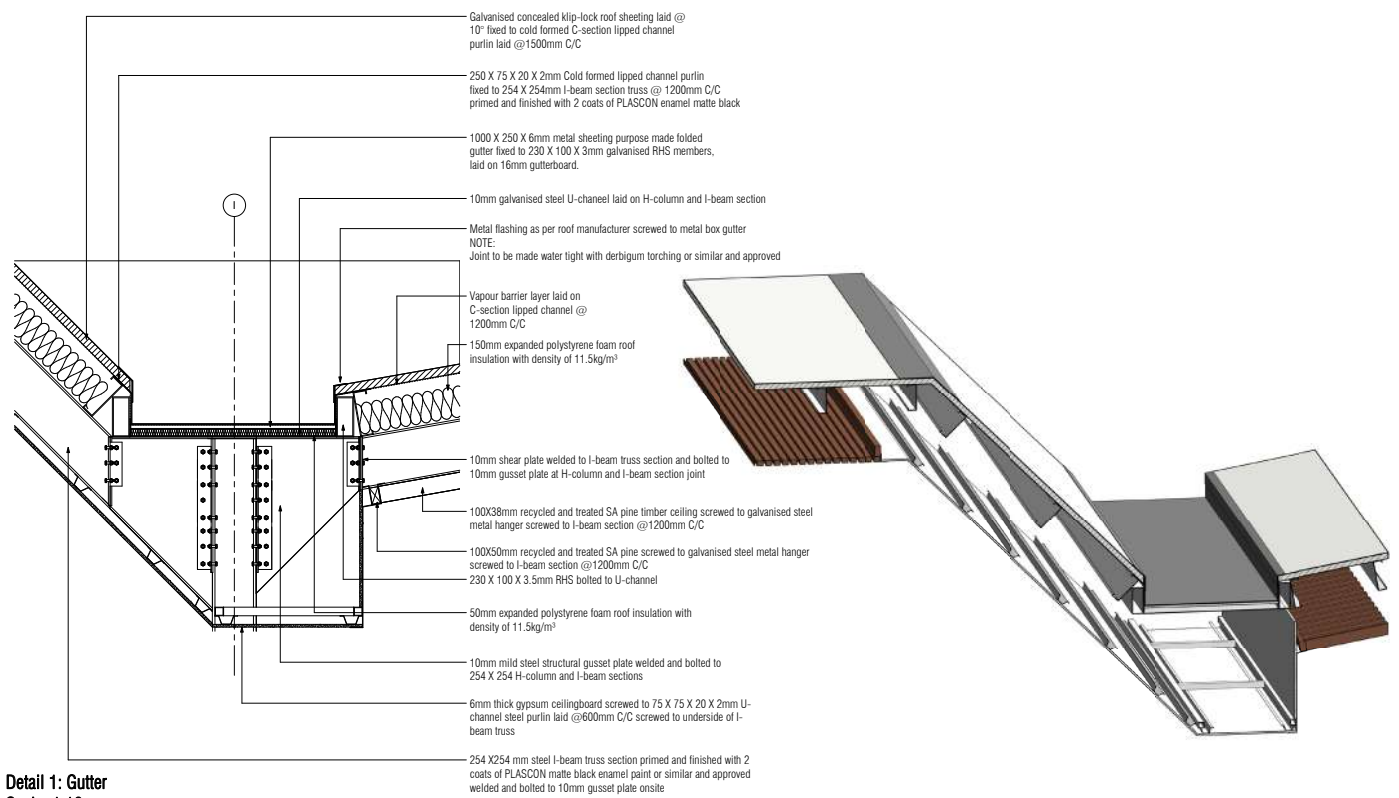 Galvanised concealed klip-lock roof sheeting laid @
10° fixed to cold formed C-section lipped channel
purlin laid @1500mm C/C
250 X 75 X 20 X 2mm Cold formed lipped channel purlin
fixed to 254 X 254mm I-beam section truss @ 1200mm C/C
primed and finished with 2 coats of PLASCON enamel matte black
1000 X 250 X 6mm metal sheeting purpose made folded
gutter fixed to 230 X 100 X 3mm galvanised RHS members,
laid on 16mm gutterboard.
10mm galvanised steel U-chaneel laid on H-column and I-beam section
Metal flashing as per roof manufacturer screwed to metal box gutter
NOTE:
Joint to be made water tight with derbigum torching or similar and approved
I
Vapour barrier layer laid on
C-section lipped channel @
1200mm C/C
150mm expanded polystyrene foam roof
insulation with density of 11.5kg/m³
10mm shear plate welded to I-beam truss section and bolted to
10mm gusset plate at H-column and I-beam section joint
100X38mm recycled and treated SA pine timber ceiling screwed to galvanised steel
metal hanger screwed to I-beam section @1200mm C/C
100X50mm recycled and treated SA pine screwed to galvanised steel metal hanger
screwed to I-beam section @1200mm C/C
230 X 100 X 3.5mm RHS bolted to U-channel
50mm expanded polystyrene foam roof insulation with
density of 11.5kg/m³
10mm mild steel structural gusset plate welded and bolted to
254 X 254 H-column and I-beam sections
6mm thick gypsum ceilingboard screwed to 75 X 75 X 20 X 2mm U-
channel steel purlin laid @600mm C/C screwed to underside of I-
beam truss
254 X254 mm steel I-beam truss section primed and finished with 2
coats of PLASCON matte black enamel paint or similar and approved
welded and bolted to 10mm gusset plate onsite
Detail 1: Gutter